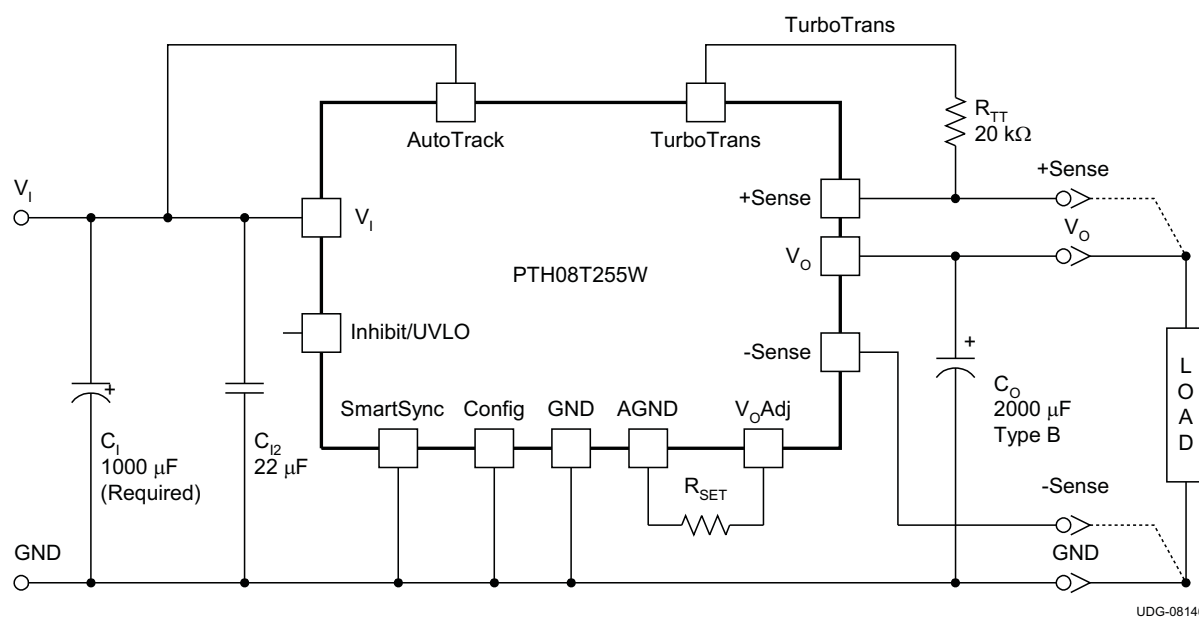 TurboTrans
AutoTrack
TurboTrans
R_TT
20 kΩ
V_I
V_I
+Sense
+Sense
V_O
V_O
PTH08T255W
Inhibit/UVLO
-Sense
SmartSync
Config
GND
AGND
V_OAdj
C_I
1000 μF
(Required)
C_I2
22 μF
R_SET
C_O
2000 μF
Type B
L
O
A
D
-Sense
GND
GND